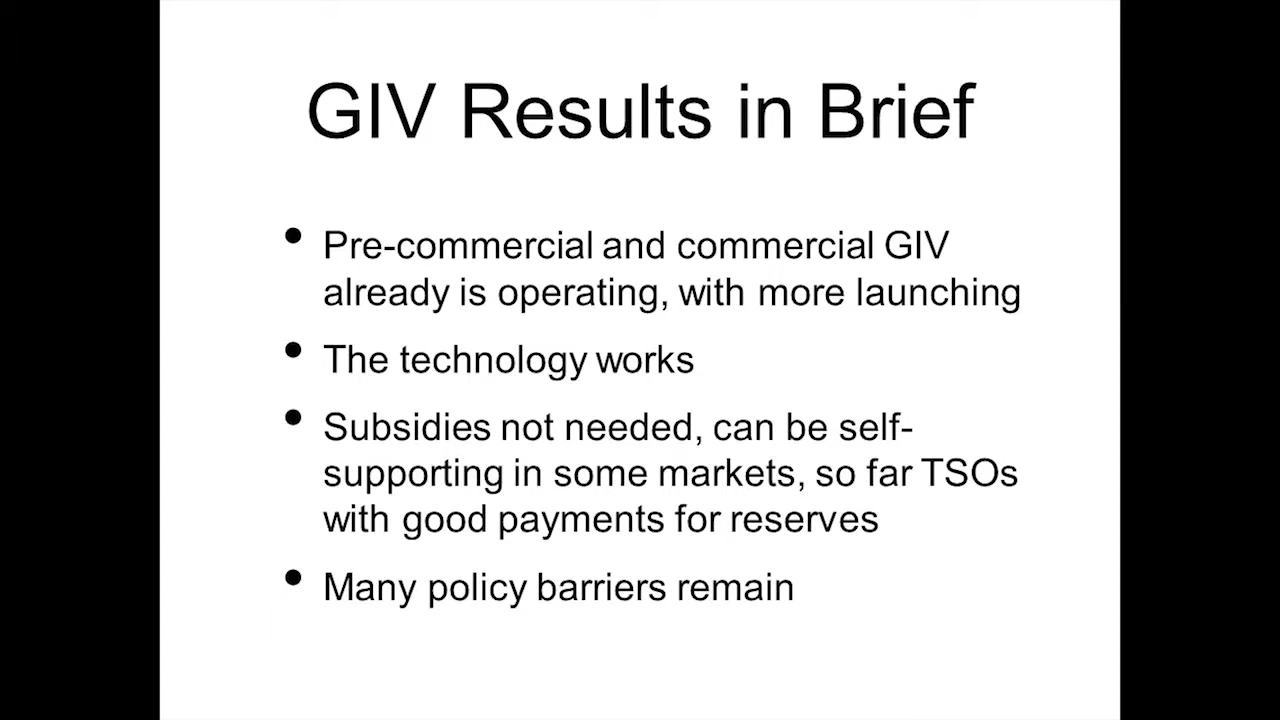 GIV Results in Brief
• Pre-commercial and commercial GIV
already is operating, with more launching
• The technology works
• Subsidies not needed, can be self-
supporting in some markets, so far TSOs
with good payments for reserves
• Many policy barriers remain